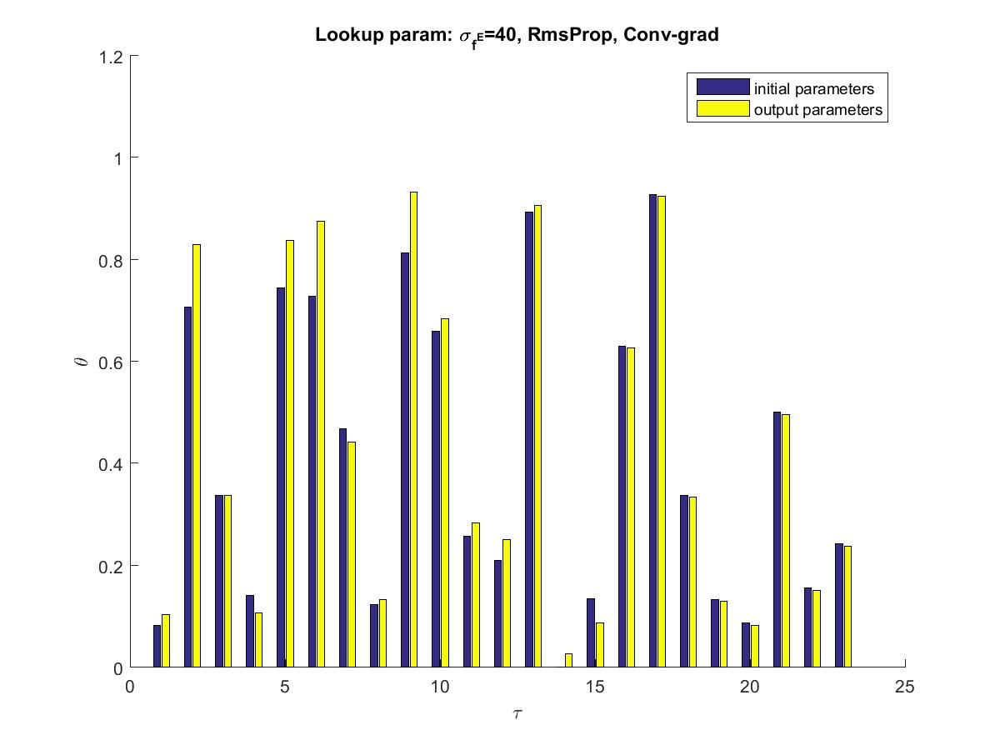 Lookup param: σ_f^E=40, RmsProp, Conv-grad
initial parameters
output parameters
1.2
1
0.8
0.6
0.4
0.2
0
θ
0 5 10 15 20 25
τ